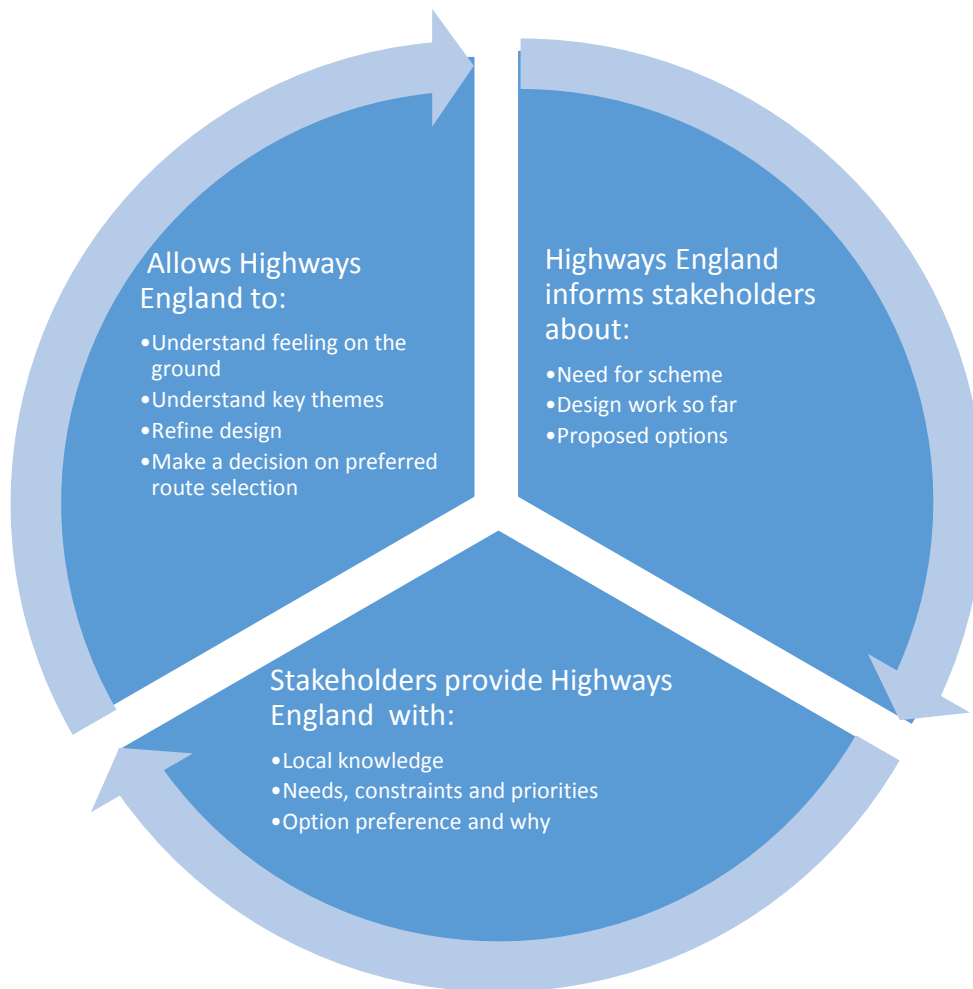 Allows Highways
England to:
•Understand feeling on the
ground
•Understand key themes
•Refine design
•Make a decision on preferred
route selection
Highways England
informs stakeholders
about:
•Need for scheme
•Design work so far
•Proposed options
Stakeholders provide Highways
England  with:
•Local knowledge
•Needs, constraints and priorities
•Option preference and why